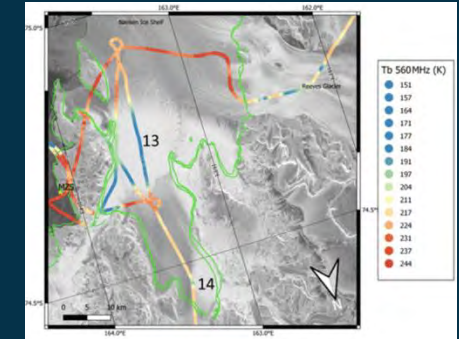 163.0°E
162.0°E
75.0°S
Nansen Ice Shelf
Reeves Glacier
13
MZS
74.5°S
14
74.5°S
0 5 10 km
164.0°E
163.0°E
Tb 560MHz (K)
151
157
164
171
177
184
191
197
204
211
217
224
231
237
244